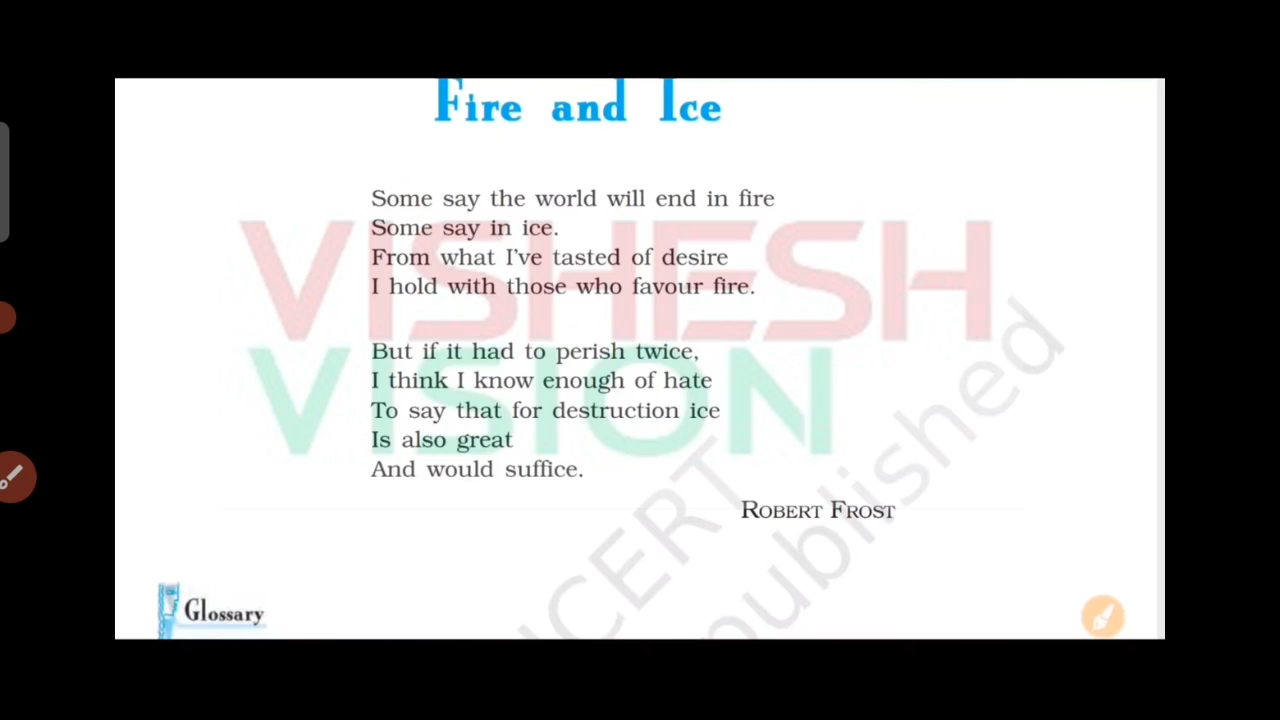 Fire and Ice
Some say the world will end in fire
Some say in ice.
From what I've tasted of desire
I hold with those who favour fire.
But if it had to perish twice,
I think I know enough of hate
To say that for destruction ice
Is also great
And would suffice.
ROBERT FROST
Glossary
VISHESH
VISION
NCERT
published